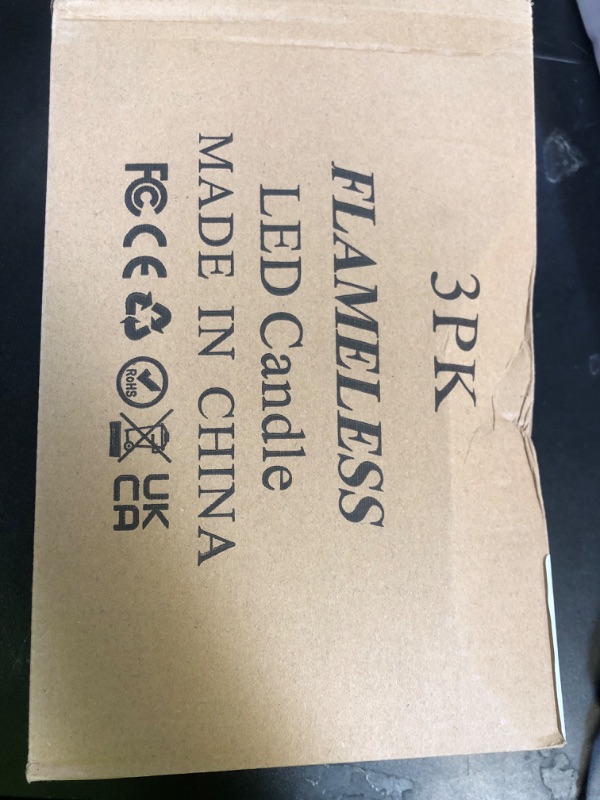 3PK
FLAMELESS
LED Candle
MADE IN CHINA
FC CE RoHS UK
CA